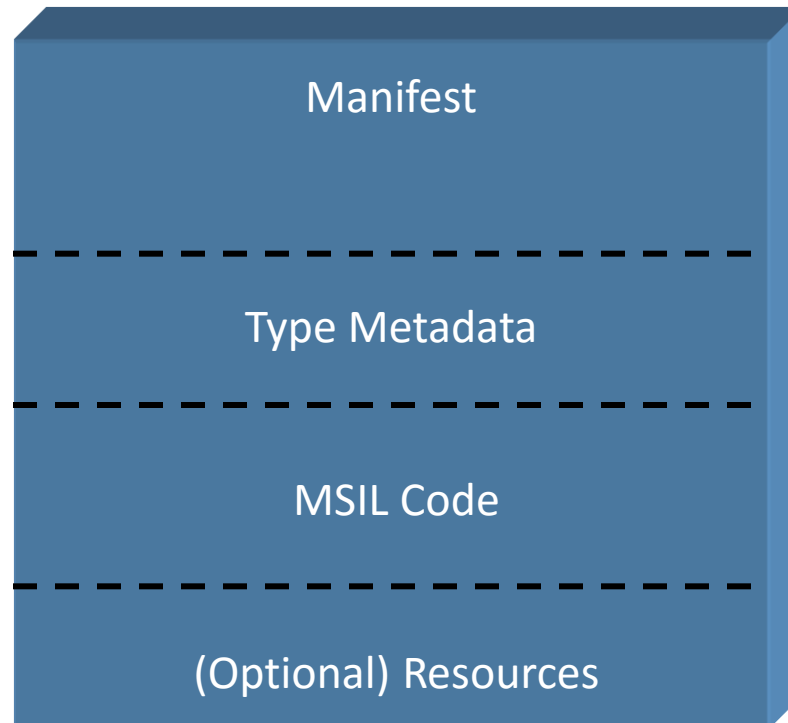 Manifest
Type Metadata
MSIL Code
(Optional) Resources